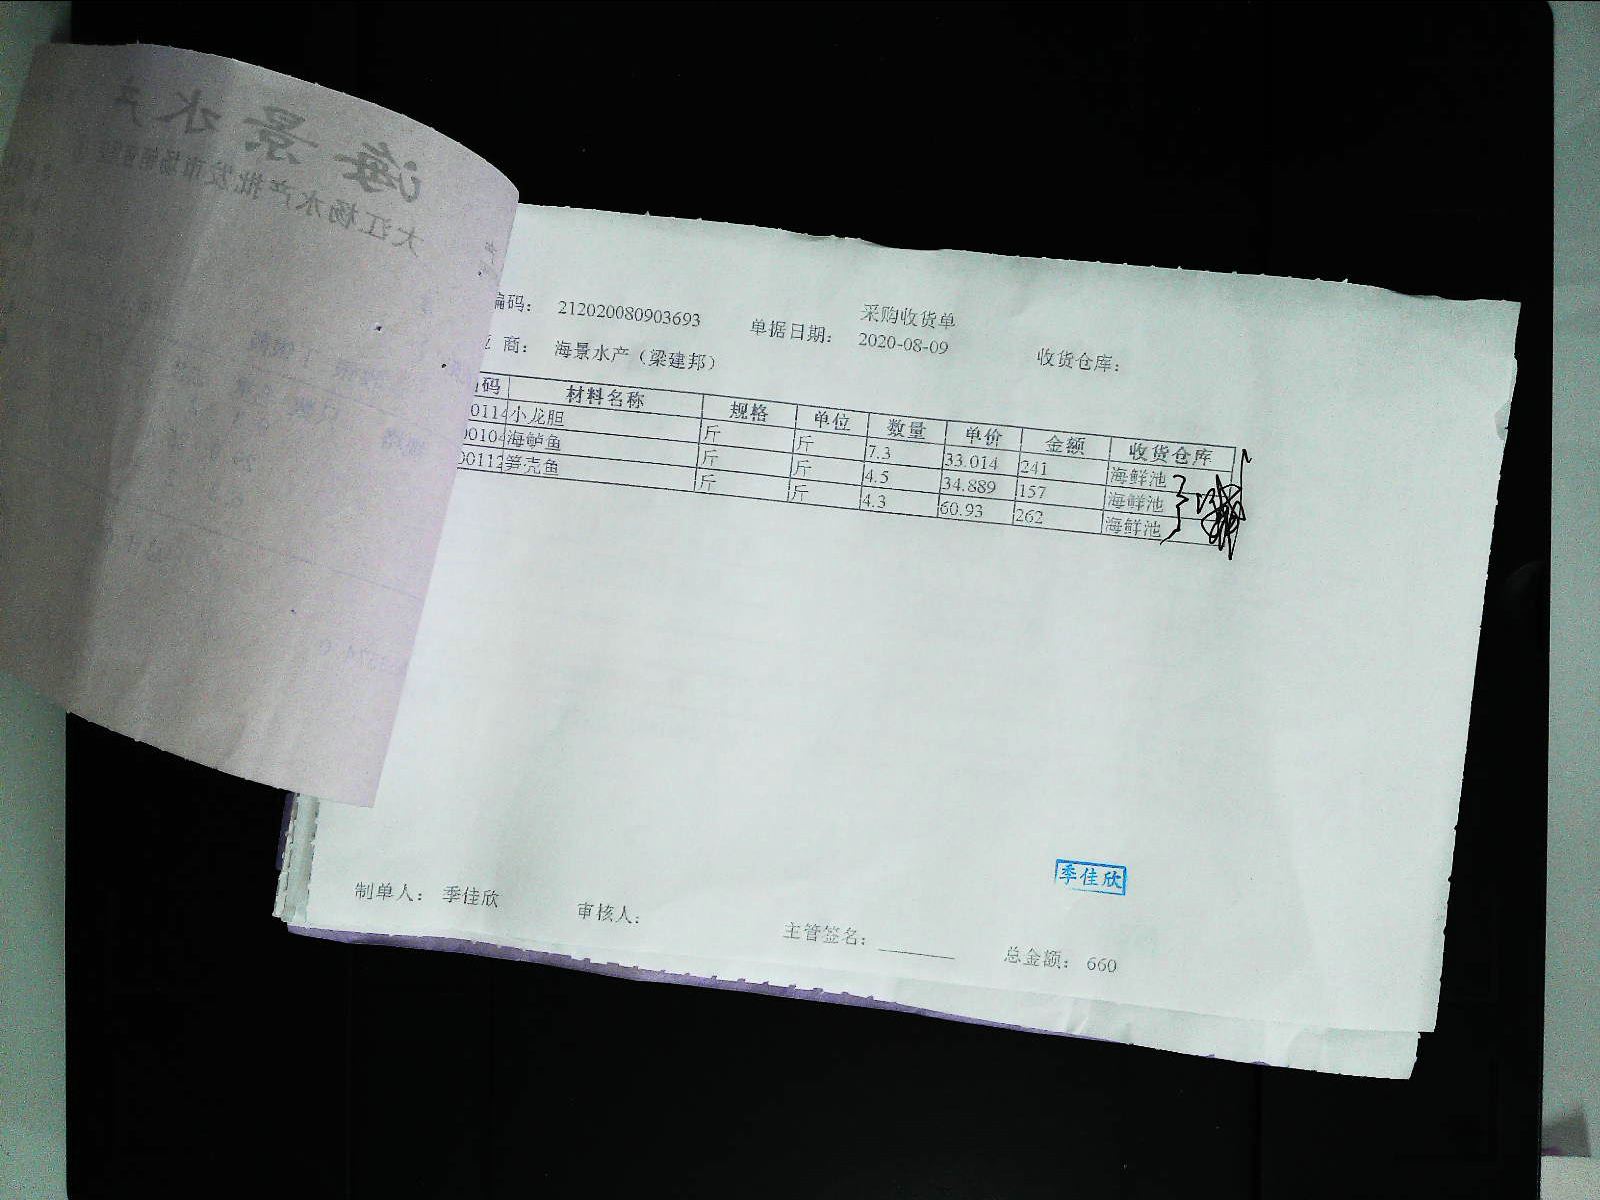 海景水产
大江杨水产批发市场
采购收货单
编码： 212020080903693 单据日期： 2020-08-09 收货仓库：
商： 海景水产（梁建邦）
码 材料名称 规格 单位 数量 单价 金额 收货仓库
0114 小龙胆 斤 斤 7.3 33.014 241 海鲜池
0104 海鲈鱼 斤 斤 4.5 34.889 157 海鲜池
00112 笋壳鱼 斤 斤 4.3 60.93 262 海鲜池
季佳欣
制单人： 季佳欣 审核人： 主管签名： 总金额： 660